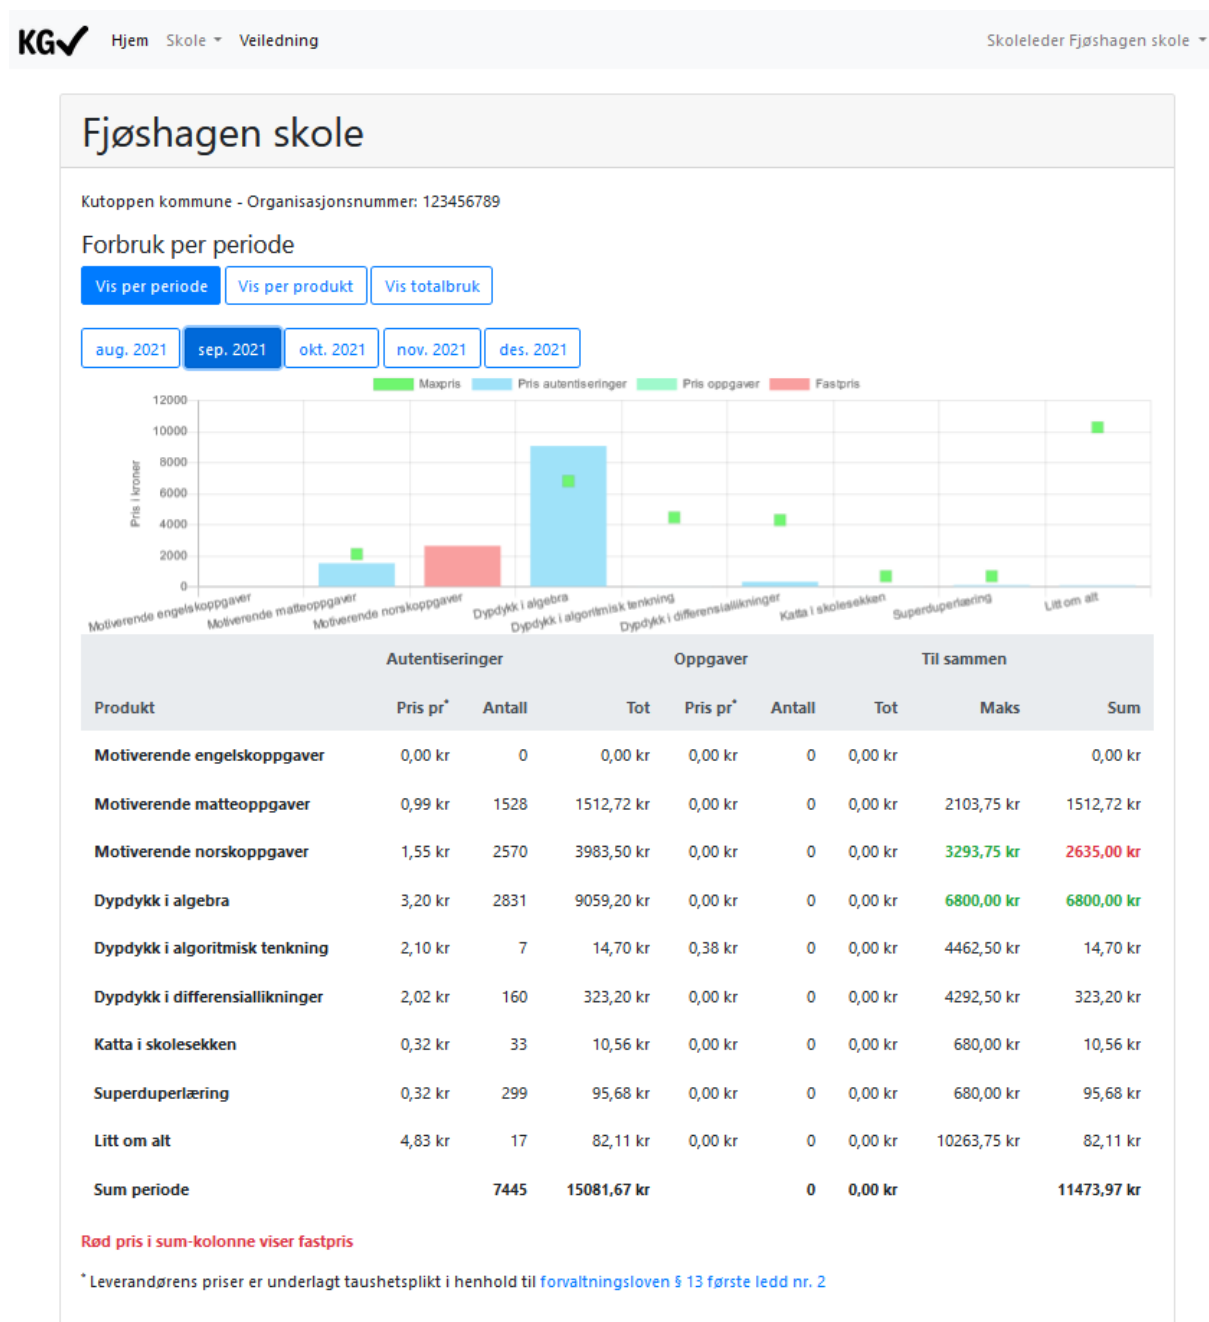 KG Hjem Skole Veiledning Skoleleder Fjøshagen skole
Fjøshagen skole
Kutoppen kommune - Organisasjonsnummer: 123456789
Forbruk per periode
Vis per periode Vis per produkt Vis totalbruk
aug. 2021 sep. 2021 okt. 2021 nov. 2021 des. 2021
Maxpris Pris autentiseringer Pris oppgaver Fastpris
Pris i kroner
12000
10000
8000
6000
4000
2000
0
Motiverende engelskoppgaver Motiverende matteoppgaver Motiverende norskoppgaver Dypdykk i algebra Dypdykk i algoritmisk tenkning Dypdykk i differensiallikninger Katta i skolesekken Superduperlæring Litt om alt
Autentiseringer Oppgaver Til sammen
Produkt Pris pr* Antall Tot Pris pr* Antall Tot Maks Sum
Motiverende engelskoppgaver 0,00 kr 0 0,00 kr 0,00 kr 0 0,00 kr 0,00 kr
Motiverende matteoppgaver 0,99 kr 1528 1512,72 kr 0,00 kr 0 0,00 kr 2103,75 kr 1512,72 kr
Motiverende norskoppgaver 1,55 kr 2570 3983,50 kr 0,00 kr 0 0,00 kr 3293,75 kr 2635,00 kr
Dypdykk i algebra 3,20 kr 2831 9059,20 kr 0,00 kr 0 0,00 kr 6800,00 kr 6800,00 kr
Dypdykk i algoritmisk tenkning 2,10 kr 7 14,70 kr 0,38 kr 0 0,00 kr 4462,50 kr 14,70 kr
Dypdykk i differensiallikninger 2,02 kr 160 323,20 kr 0,00 kr 0 0,00 kr 4292,50 kr 323,20 kr
Katta i skolesekken 0,32 kr 33 10,56 kr 0,00 kr 0 0,00 kr 680,00 kr 10,56 kr
Superduperlæring 0,32 kr 299 95,68 kr 0,00 kr 0 0,00 kr 680,00 kr 95,68 kr
Litt om alt 4,83 kr 17 82,11 kr 0,00 kr 0 0,00 kr 10263,75 kr 82,11 kr
Sum periode 7445 15081,67 kr 0 0,00 kr 11473,97 kr
Rød pris i sum-kolonne viser fastpris
* Leverandørens priser er underlagt taushetsplikt i henhold til forvaltningsloven § 13 første ledd nr. 2